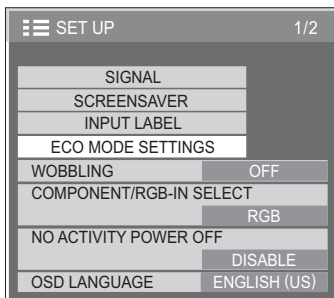 SET UP 1/2
SIGNAL
SCREENSAVER
INPUT LABEL
ECO MODE SETTINGS
WOBBLING OFF
COMPONENT/RGB-IN SELECT
RGB
NO ACTIVITY POWER OFF
DISABLE
OSD LANGUAGE ENGLISH (US)